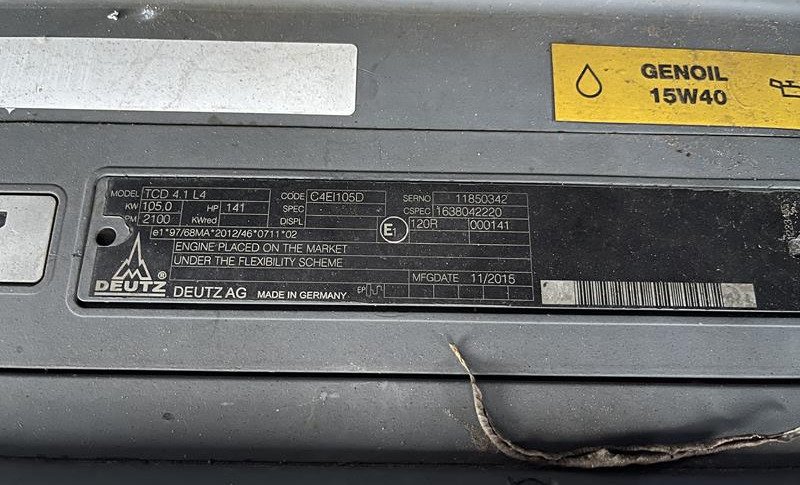 GENOIL
15W40
MODEL TCD 4.1 L4 CODE C4EI105D SERNO 11850342
KW 105,0 HP 141 SPEC CSPEC 1638042220
PM 2100 KWred DISPL E1 120R 000141
e1*97/68MA*2012/46*0711*02
ENGINE PLACED ON THE MARKET
UNDER THE FLEXIBILITY SCHEME
MFGDATE 11/2015
DEUTZ ® DEUTZ AG MADE IN GERMANY EP